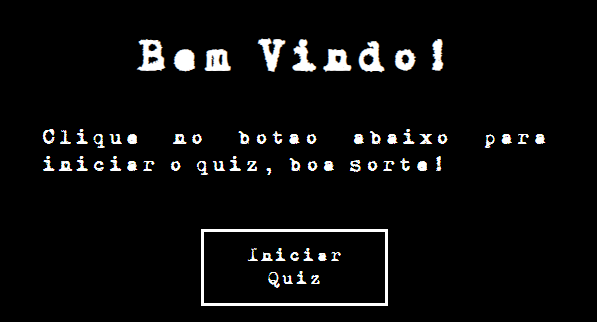 Bem Vindo!
Clique no botao abaixo para
iniciar o quiz, boa sorte!
Iniciar
Quiz